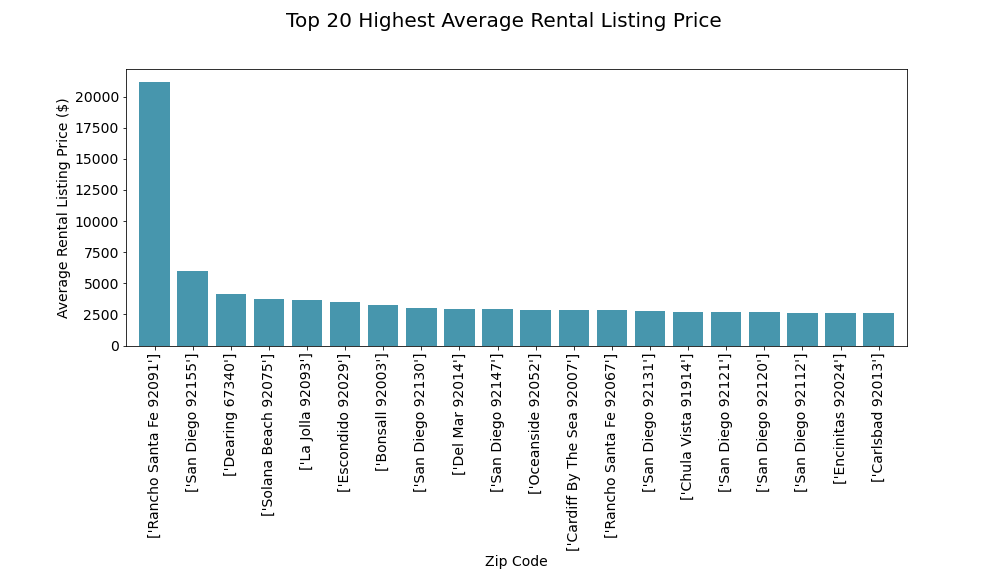 Top 20 Highest Average Rental Listing Price
Average Rental Listing Price ($)
20000
17500
15000
12500
10000
7500
5000
2500
0
['Rancho Santa Fe 92091']
['San Diego 92155']
['Dearing 67340']
['Solana Beach 92075']
['La Jolla 92093']
['Escondido 92029']
['Bonsall 92003']
['San Diego 92130']
['Del Mar 92014']
['San Diego 92147']
['Oceanside 92052']
['Cardiff By The Sea 92007']
['Rancho Santa Fe 92067']
['San Diego 92131']
['Chula Vista 91914']
['San Diego 92121']
['San Diego 92120']
['San Diego 92112']
['Encinitas 92024']
['Carlsbad 92013']
Zip Code